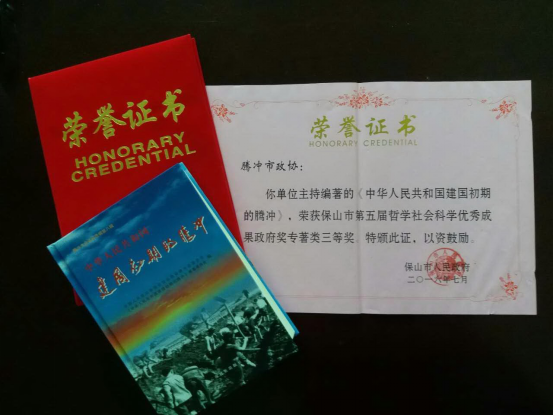 荣誉证书
HONORARY
CREDENTIAL
建国初期的腾冲
荣誉证书
HONORARY CREDENTIAL
腾冲市政协：
你单位主持编著的《中华人民共和国建国初期
的腾冲》，荣获保山市第五届哲学社会科学优秀成
果政府奖专著类三等奖。特颁此证，以资鼓励。
保山市人民政府
二〇一六年七月